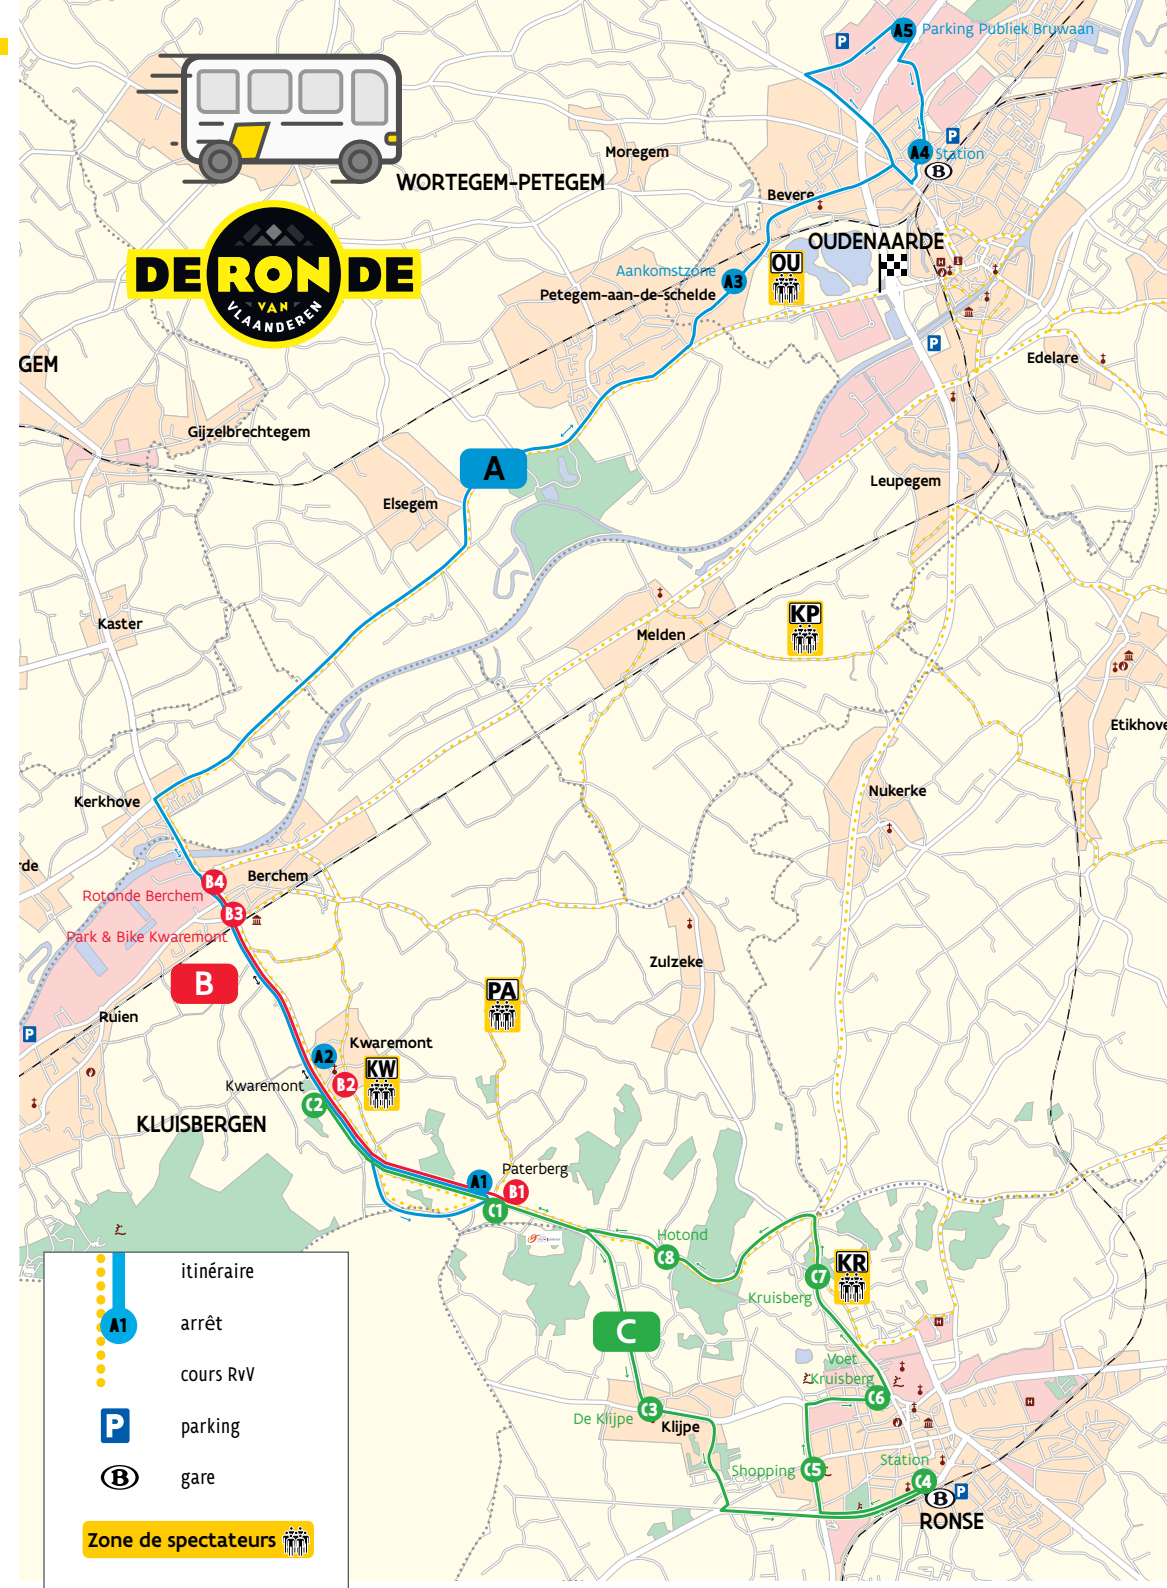 A5
Parking Publiek Bruwaan
P
P
A4
Station
B
Moregem
WORTEGEM-PETEGEM
Bevere
OUDENAARDE
OU
Aankomstzone
A3
Petegem-aan-de-schelde
H
i
DE RON DE
VAN
VLAANDEREN
P
Edelare
GEM
Gijzelbrechtegem
A
Elsegem
Leupegem
KP
Kaster
Melden
Etikhove
Nukerke
Kerkhove
rde
B4
Berchem
Rotonde Berchem
B3
Park & Bike Kwaremont
B
Zulzeke
PA
Ruien
P
Kwaremont
A2
KW
B2
Kwaremont
C2
KLUISBERGEN
Paterberg
A1
B1
C1
Hotond
C8
KR
C7
Kruisberg
C
H
Voet
Kruisberg
C6
H
De Klijpe
C3
Klijpe
Shopping
C5
Station
C4
B
P
RONSE
itinéraire
A1
arrêt
cours RvV
P
parking
B
gare
Zone de spectateurs